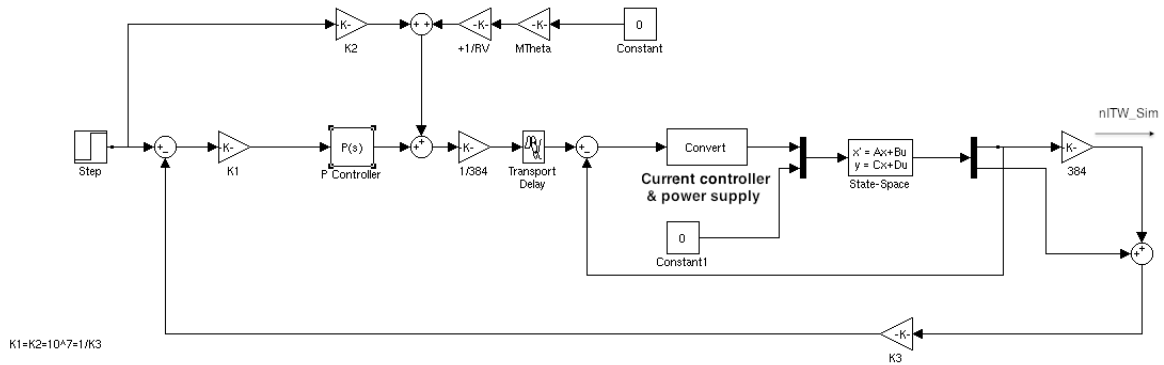 -K-
+ +
-K-
-K-
0
K2
+1/RV
MTheta
Constant
nITW_Sim
Step
+
-
K-
K1
P(s)
P Controller
+
+
K-
1/384
Transport
Delay
+
-
Convert
Current controller
& power supply
x' = Ax+Bu
y = Cx+Du
State-Space
K-
384
0
Constant1
+
+
-K-
K3
K1=K2=10^7=1/K3